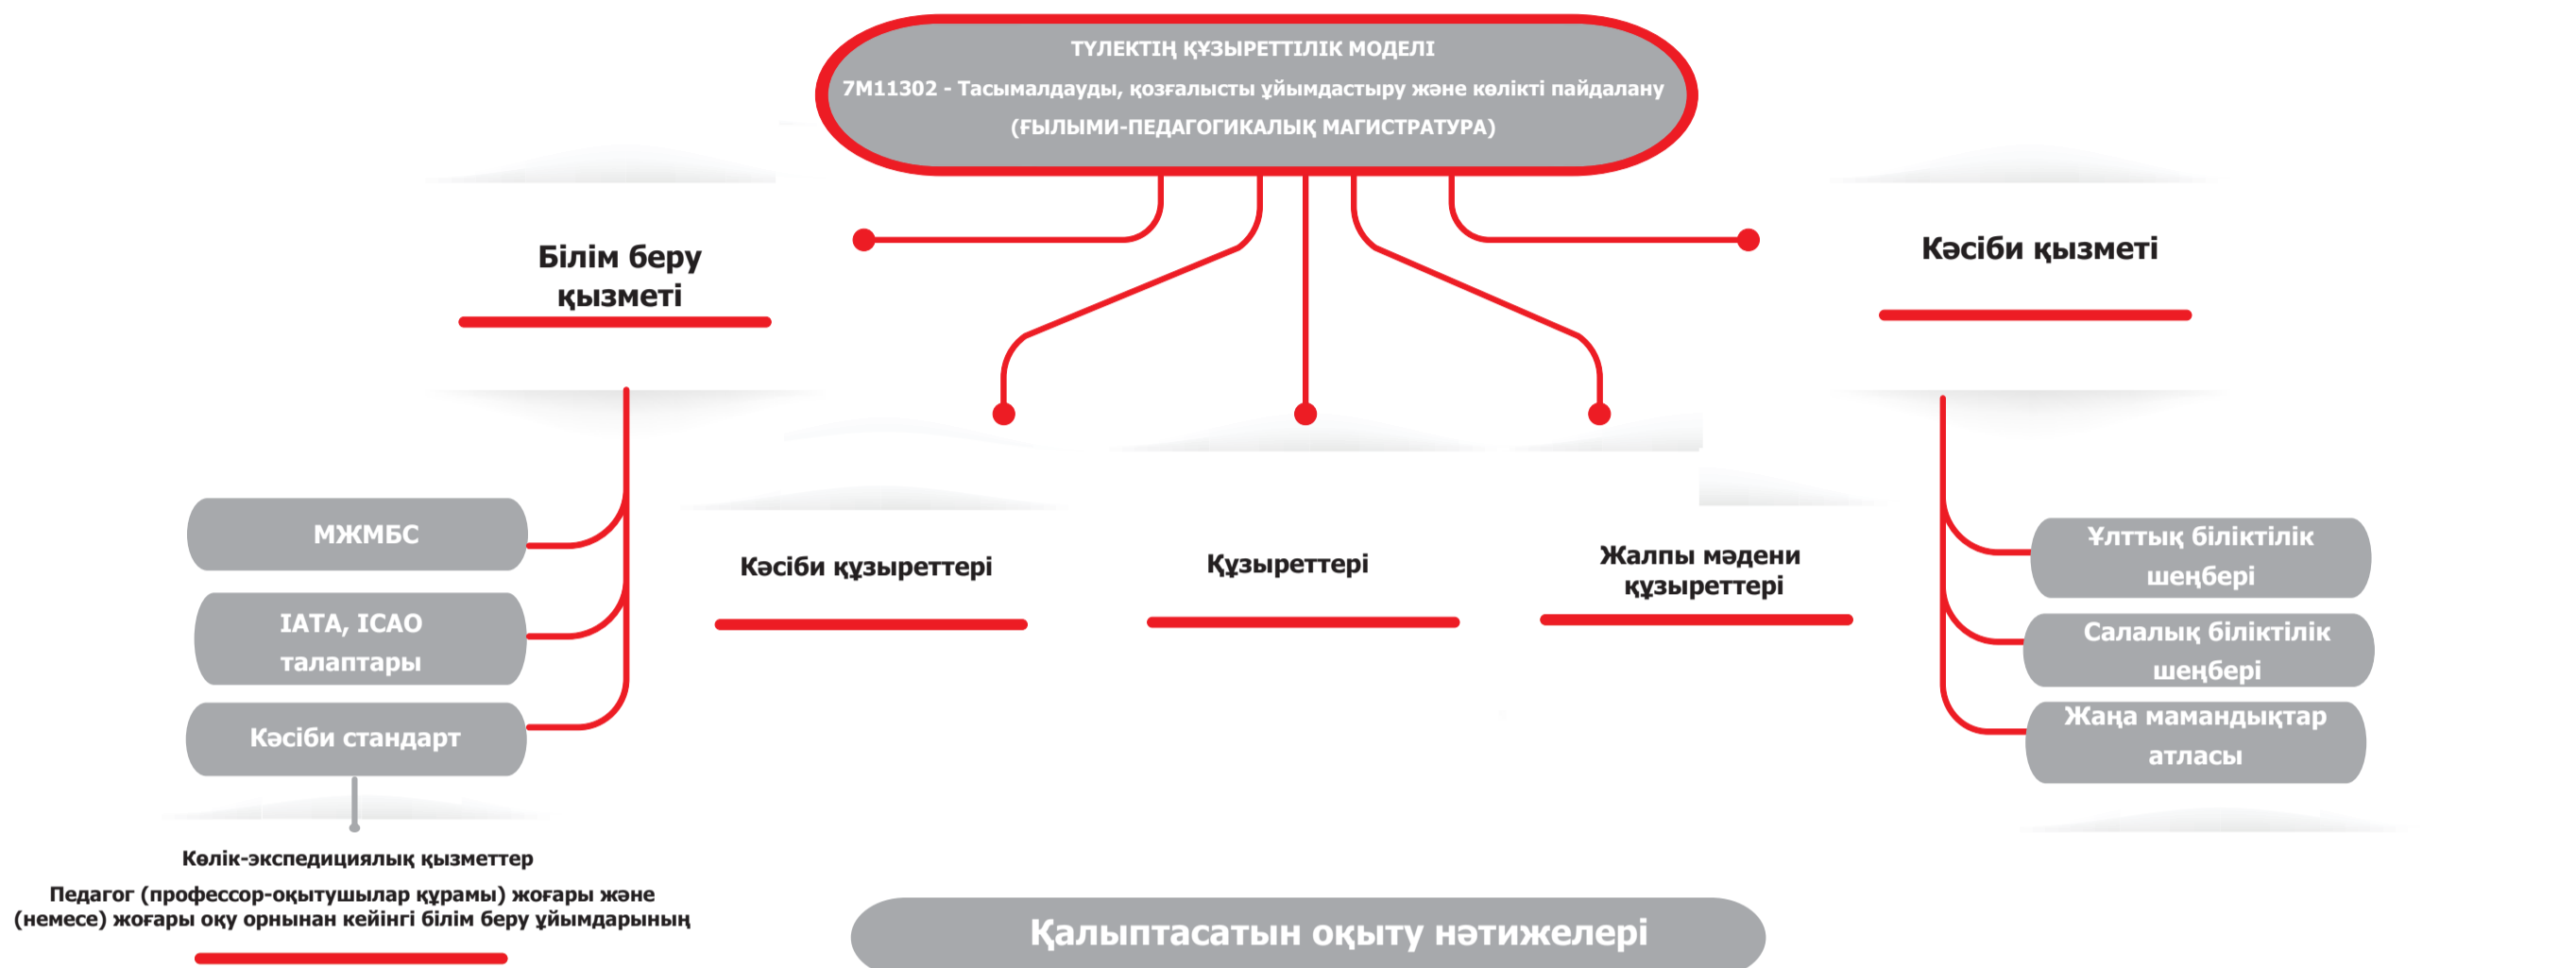 ТҮЛЕКТІҢ ҚҰЗЫРЕТТІЛІК МОДЕЛІ
7M11302 - Тасымалдауды, қозғалысты ұйымдастыру және көлікті пайдалану
(ҒЫЛЫМИ-ПЕДАГОГИКАЛЫҚ МАГИСТРАТУРА)
Білім беру
қызметі
Кәсіби қызметі
МЖМБС
IATA, ICAO
талаптары
Кәсіби стандарт
Көлік-экспедициялық қызметтер
Педагог (профессор-оқытушылар құрамы) жоғары және
(немесе) жоғары оқу орнынан кейінгі білім беру ұйымдарының
Кәсіби құзыреттері
Құзыреттері
Жалпы мәдени
құзыреттері
Ұлттық біліктілік
шеңбері
Салалық біліктілік
шеңбері
Жаңа мамандықтар
атласы
Қалыптасатын оқыту нәтижелері